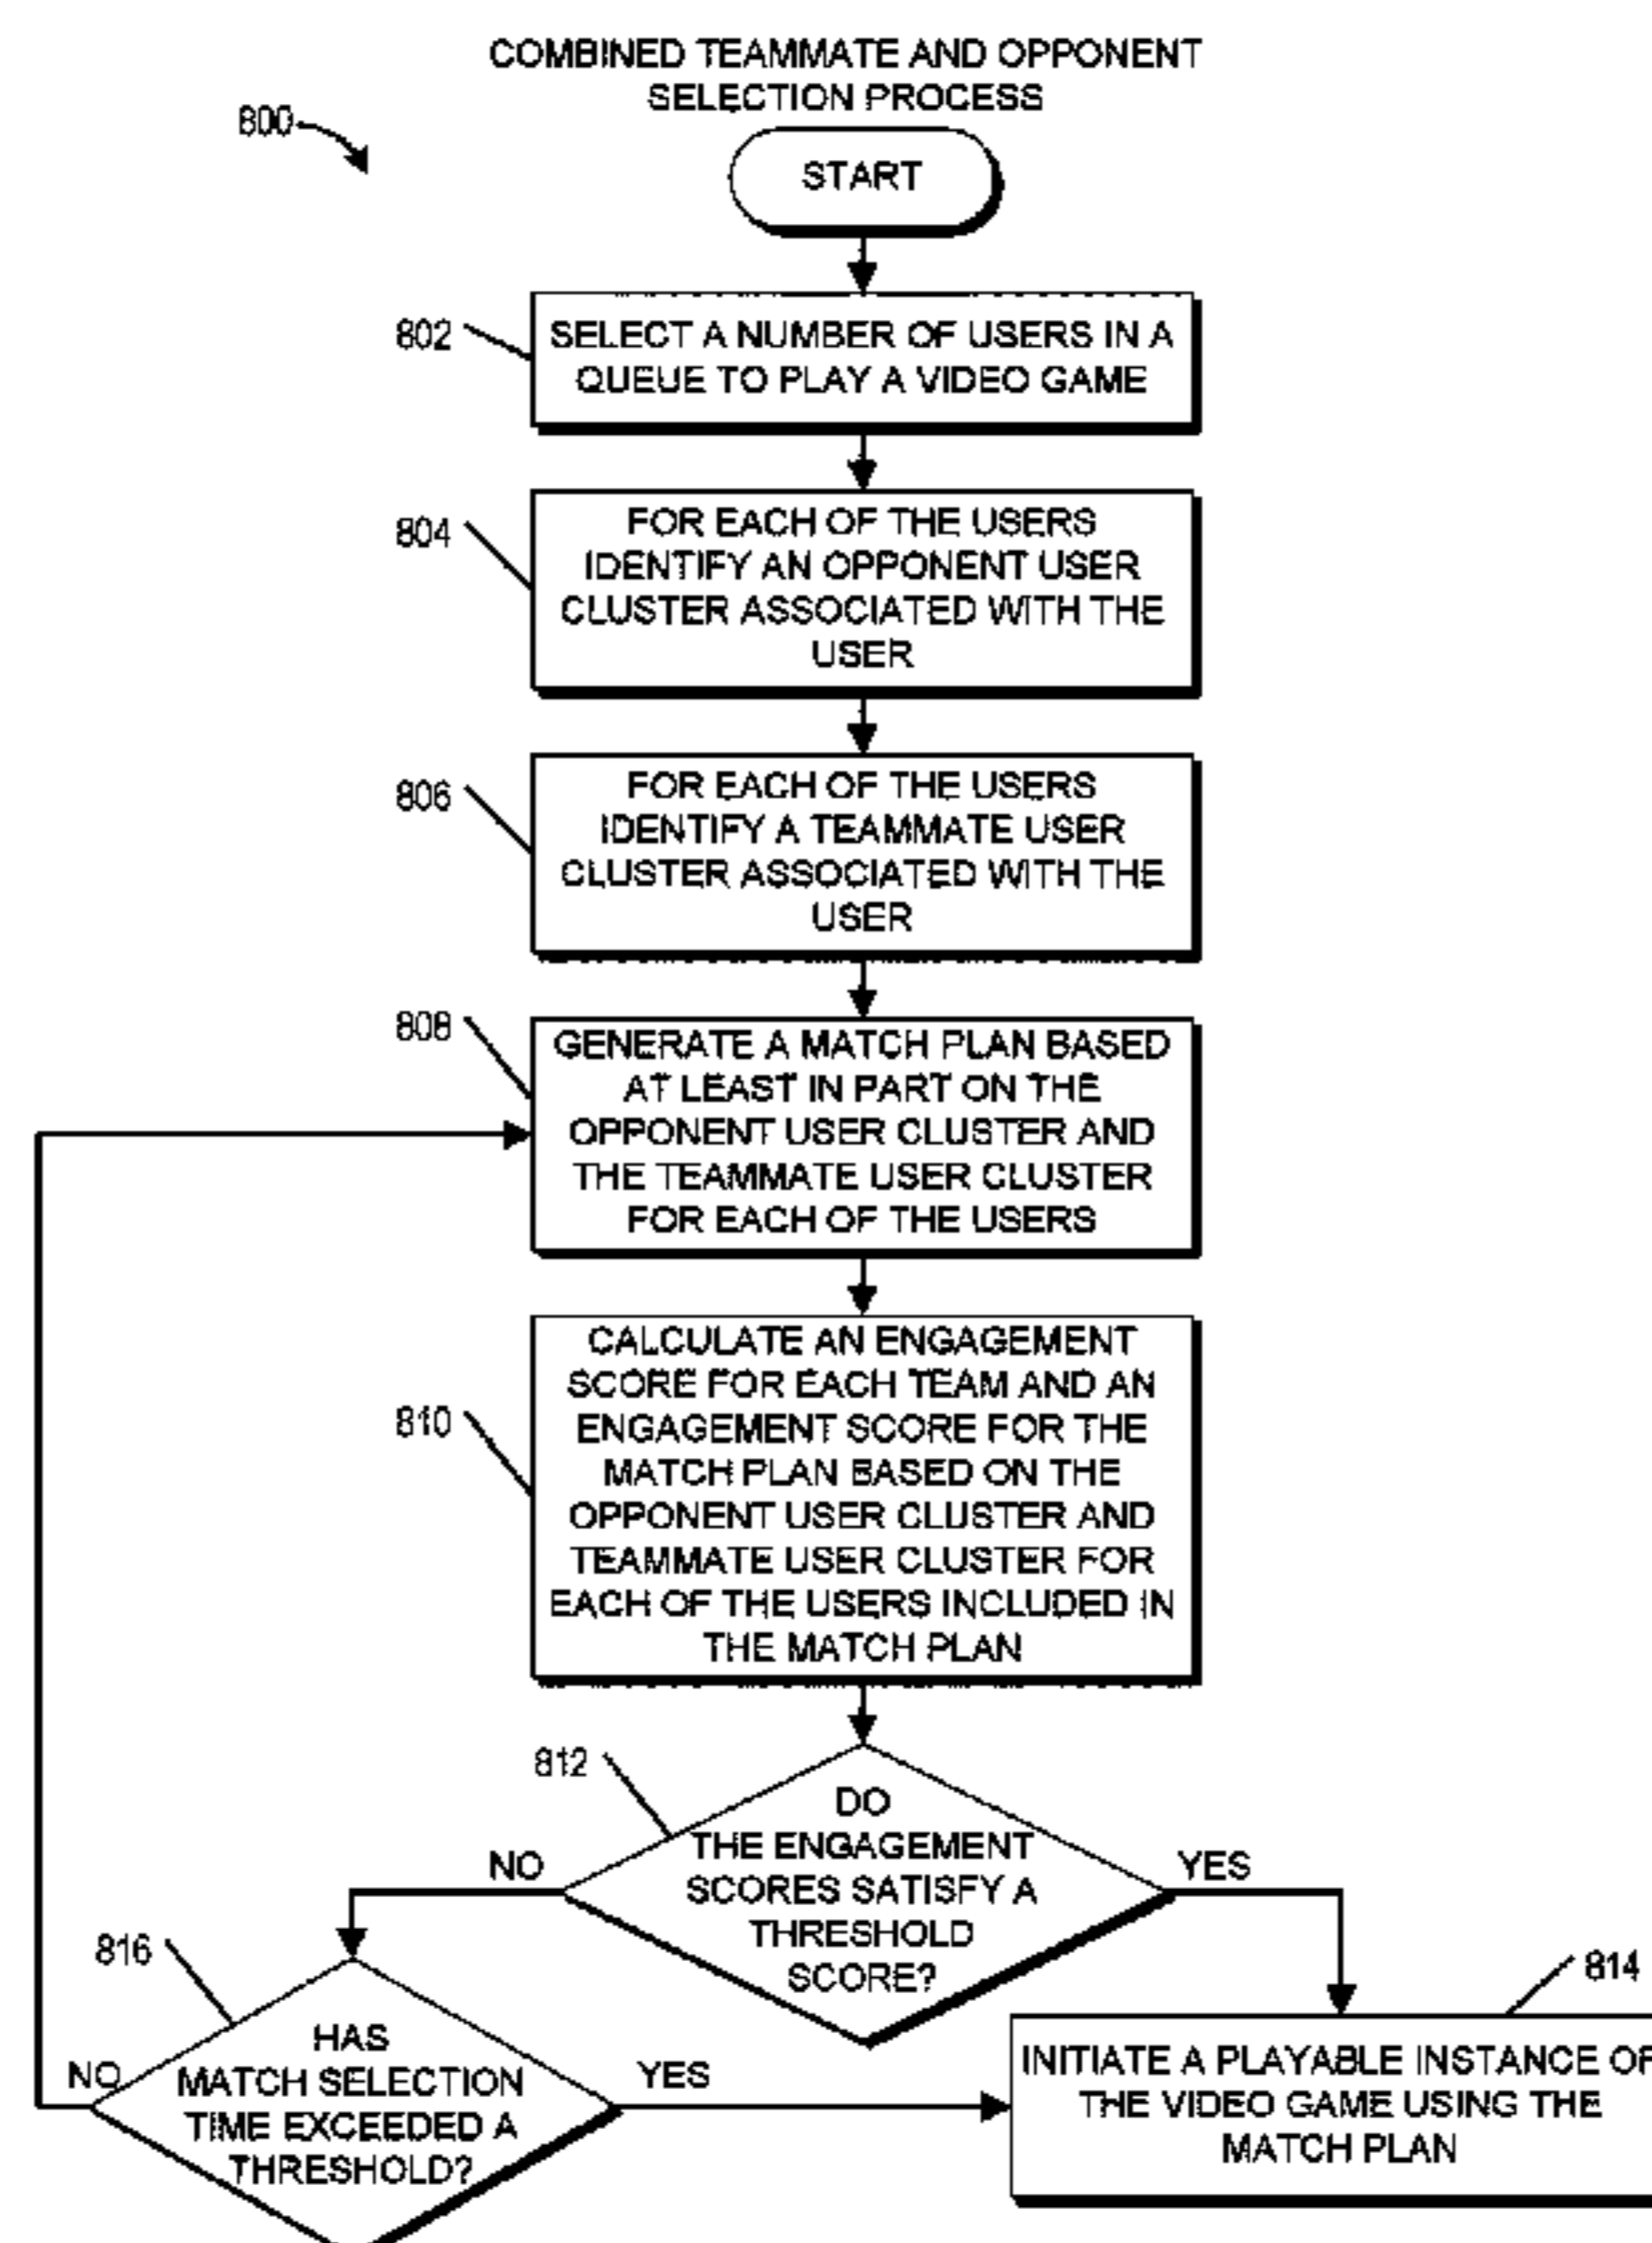 COMBINED TEAMMATE AND OPPONENT
SELECTION PROCESS
800
START
802
SELECT A NUMBER OF USERS IN A
QUEUE TO PLAY A VIDEO GAME
804
FOR EACH OF THE USERS
IDENTIFY AN OPPONENT USER
CLUSTER ASSOCIATED WITH THE
USER
806
FOR EACH OF THE USERS
IDENTIFY A TEAMMATE USER
CLUSTER ASSOCIATED WITH THE
USER
808
GENERATE A MATCH PLAN BASED
AT LEAST IN PART ON THE
OPPONENT USER CLUSTER AND
THE TEAMMATE USER CLUSTER
FOR EACH OF THE USERS
810
CALCULATE AN ENGAGEMENT
SCORE FOR EACH TEAM AND AN
ENGAGEMENT SCORE FOR THE
MATCH PLAN BASED ON THE
OPPONENT USER CLUSTER AND
TEAMMATE USER CLUSTER FOR
EACH OF THE USERS INCLUDED IN
THE MATCH PLAN
812
DO
THE ENGAGEMENT
SCORES SATISFY A
THRESHOLD
SCORE?
NO
YES
816
HAS
MATCH SELECTION
TIME EXCEEDED A
THRESHOLD?
NO
YES
814
INITIATE A PLAYABLE INSTANCE OF
THE VIDEO GAME USING THE
MATCH PLAN